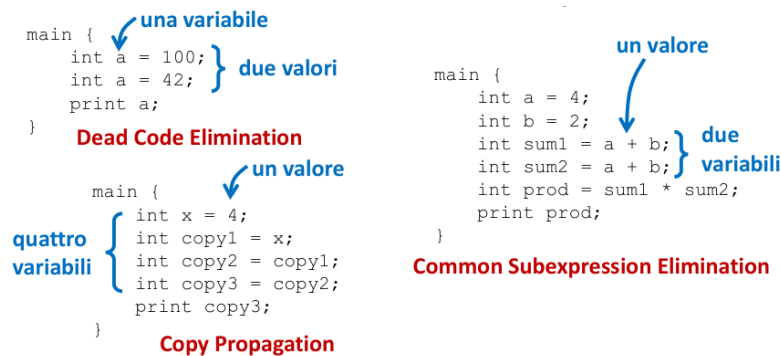 una variabile
main {
int a = 100;
int a = 42;
print a;
}
due valori
Dead Code Elimination
un valore
main {
int x = 4;
int copy1 = x;
int copy2 = copy1;
int copy3 = copy2;
print copy3;
}
quattro
variabili
Copy Propagation
un valore
main {
int a = 4;
int b = 2;
int sum1 = a + b;
int sum2 = a + b;
int prod = sum1 * sum2;
print prod;
}
due
variabili
Common Subexpression Elimination